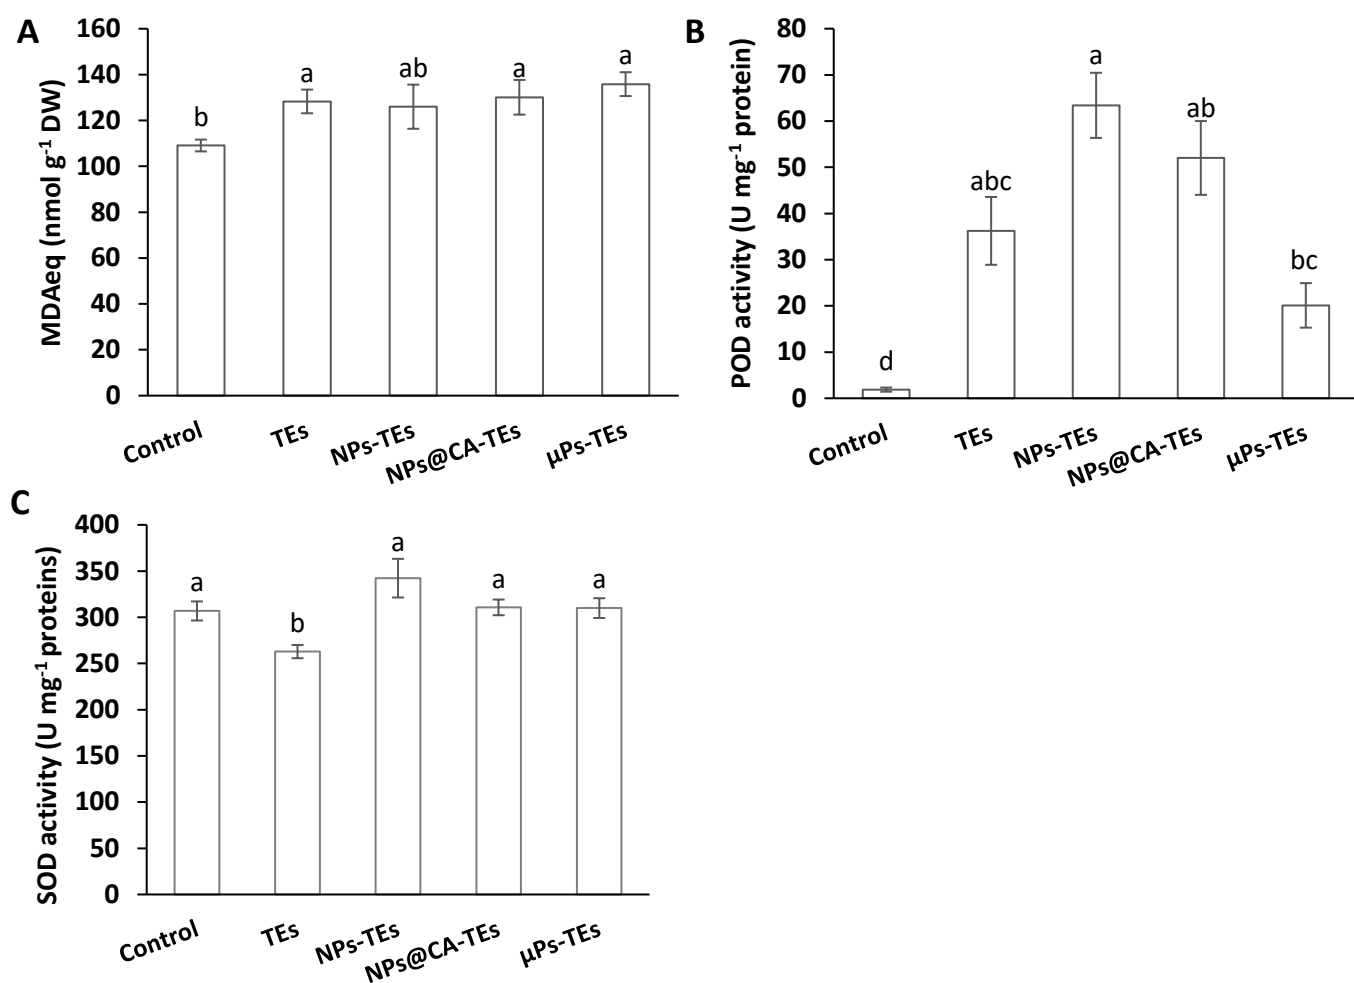 A
MDAeq (nmol g⁻¹ DW)
160
140
120
100
80
60
40
20
0
b
a
ab
a
a
Control
TEs
NPs-TEs
NPs@CA-TEs
µPs-TEs
B
POD activity (U mg⁻¹ protein)
80
70
60
50
40
30
20
10
0
d
abc
a
ab
bc
Control
TEs
NPs-TEs
NPs@CA-TEs
µPs-TEs
C
SOD activity (U mg⁻¹ proteins)
400
350
300
250
200
150
100
50
0
a
b
a
a
a
Control
TEs
NPs-TEs
NPs@CA-TEs
µPs-TEs